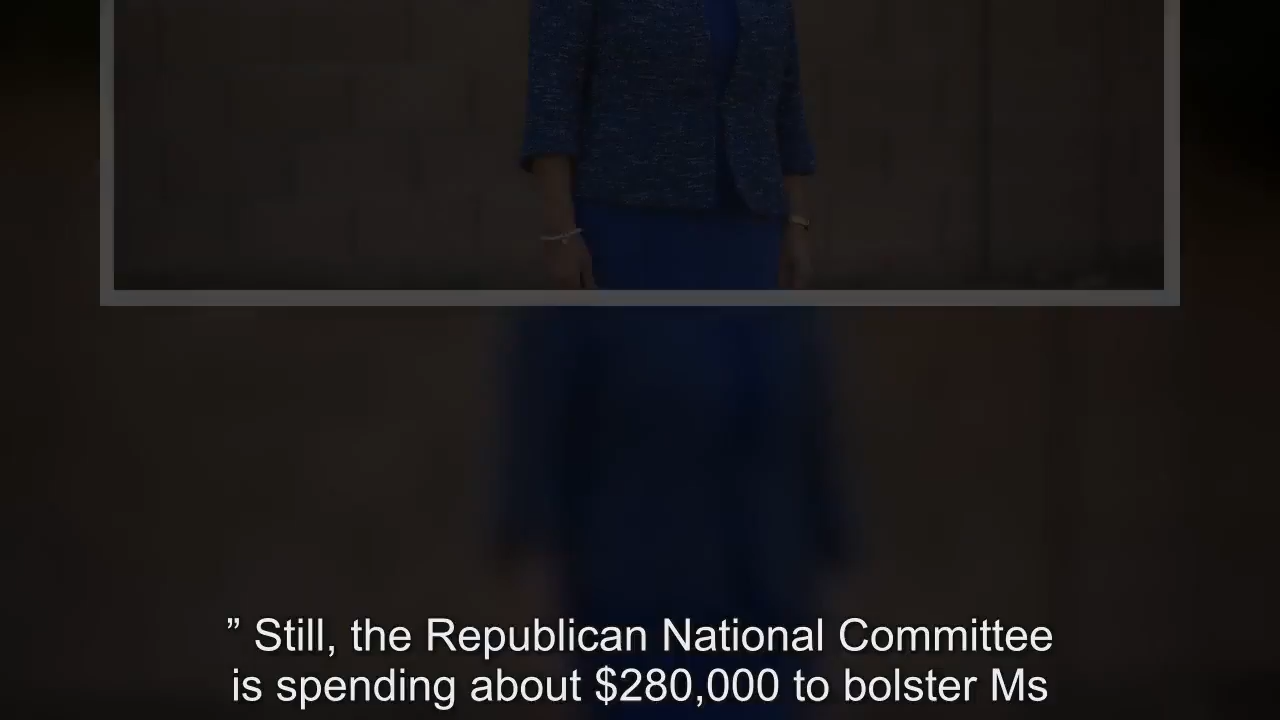 ” Still, the Republican National Committee
is spending about $280,000 to bolster Ms